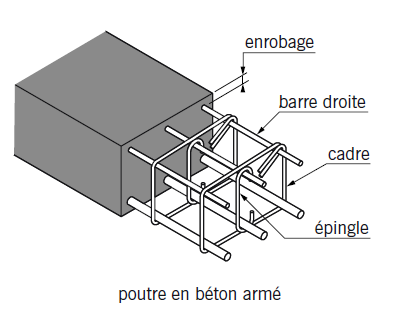 enrobage
barre droite
cadre
épingle
poutre en béton armé